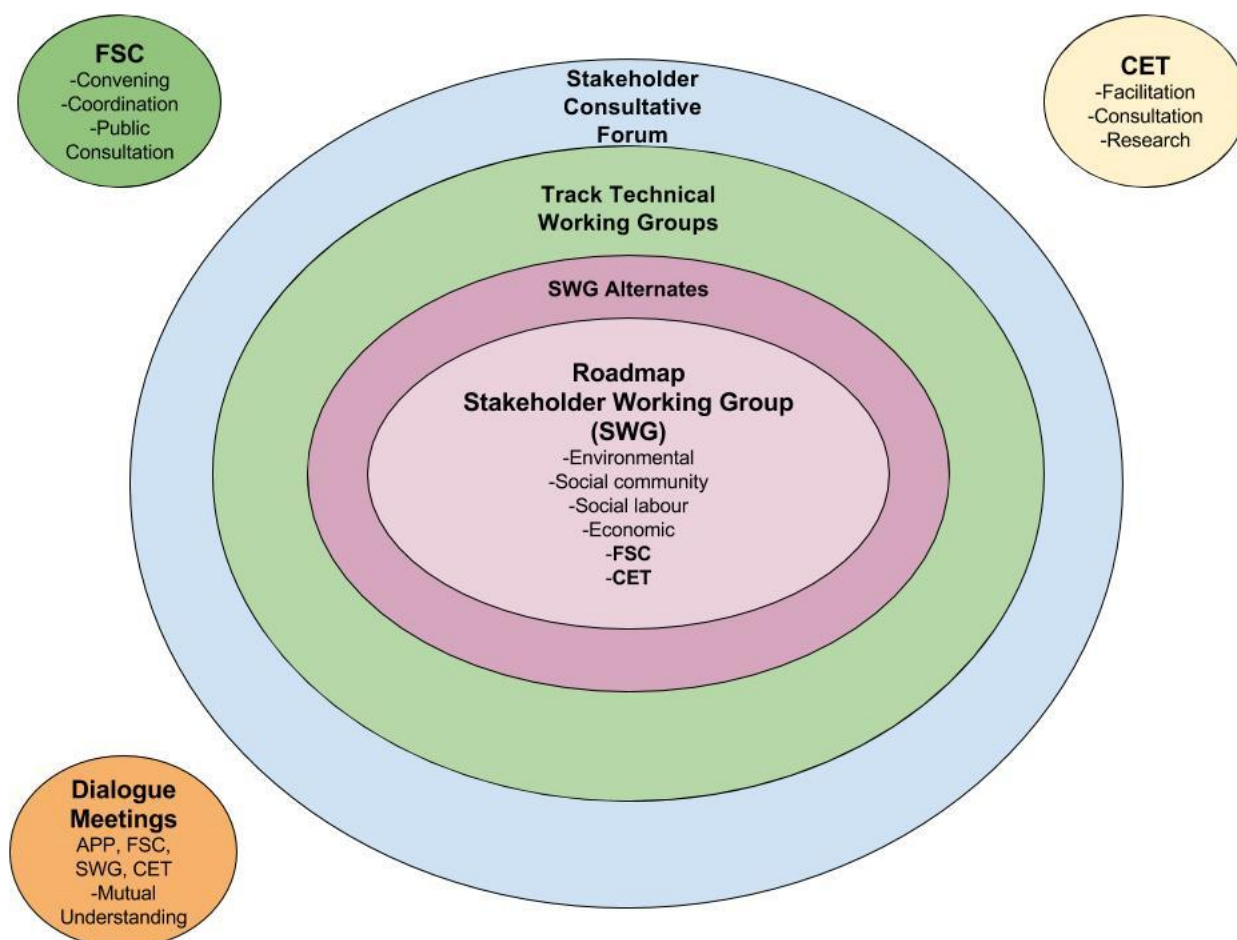 FSC
-Convening
-Coordination
-Public
Consultation
CET
-Facilitation
-Consultation
-Research
Stakeholder
Consultative
Forum
Track Technical
Working Groups
SWG Alternates
Roadmap
Stakeholder Working Group
(SWG)
-Environmental
-Social community
-Social labour
-Economic
-FSC
-CET
Dialogue
Meetings
APP, FSC,
SWG, CET
-Mutual
Understanding